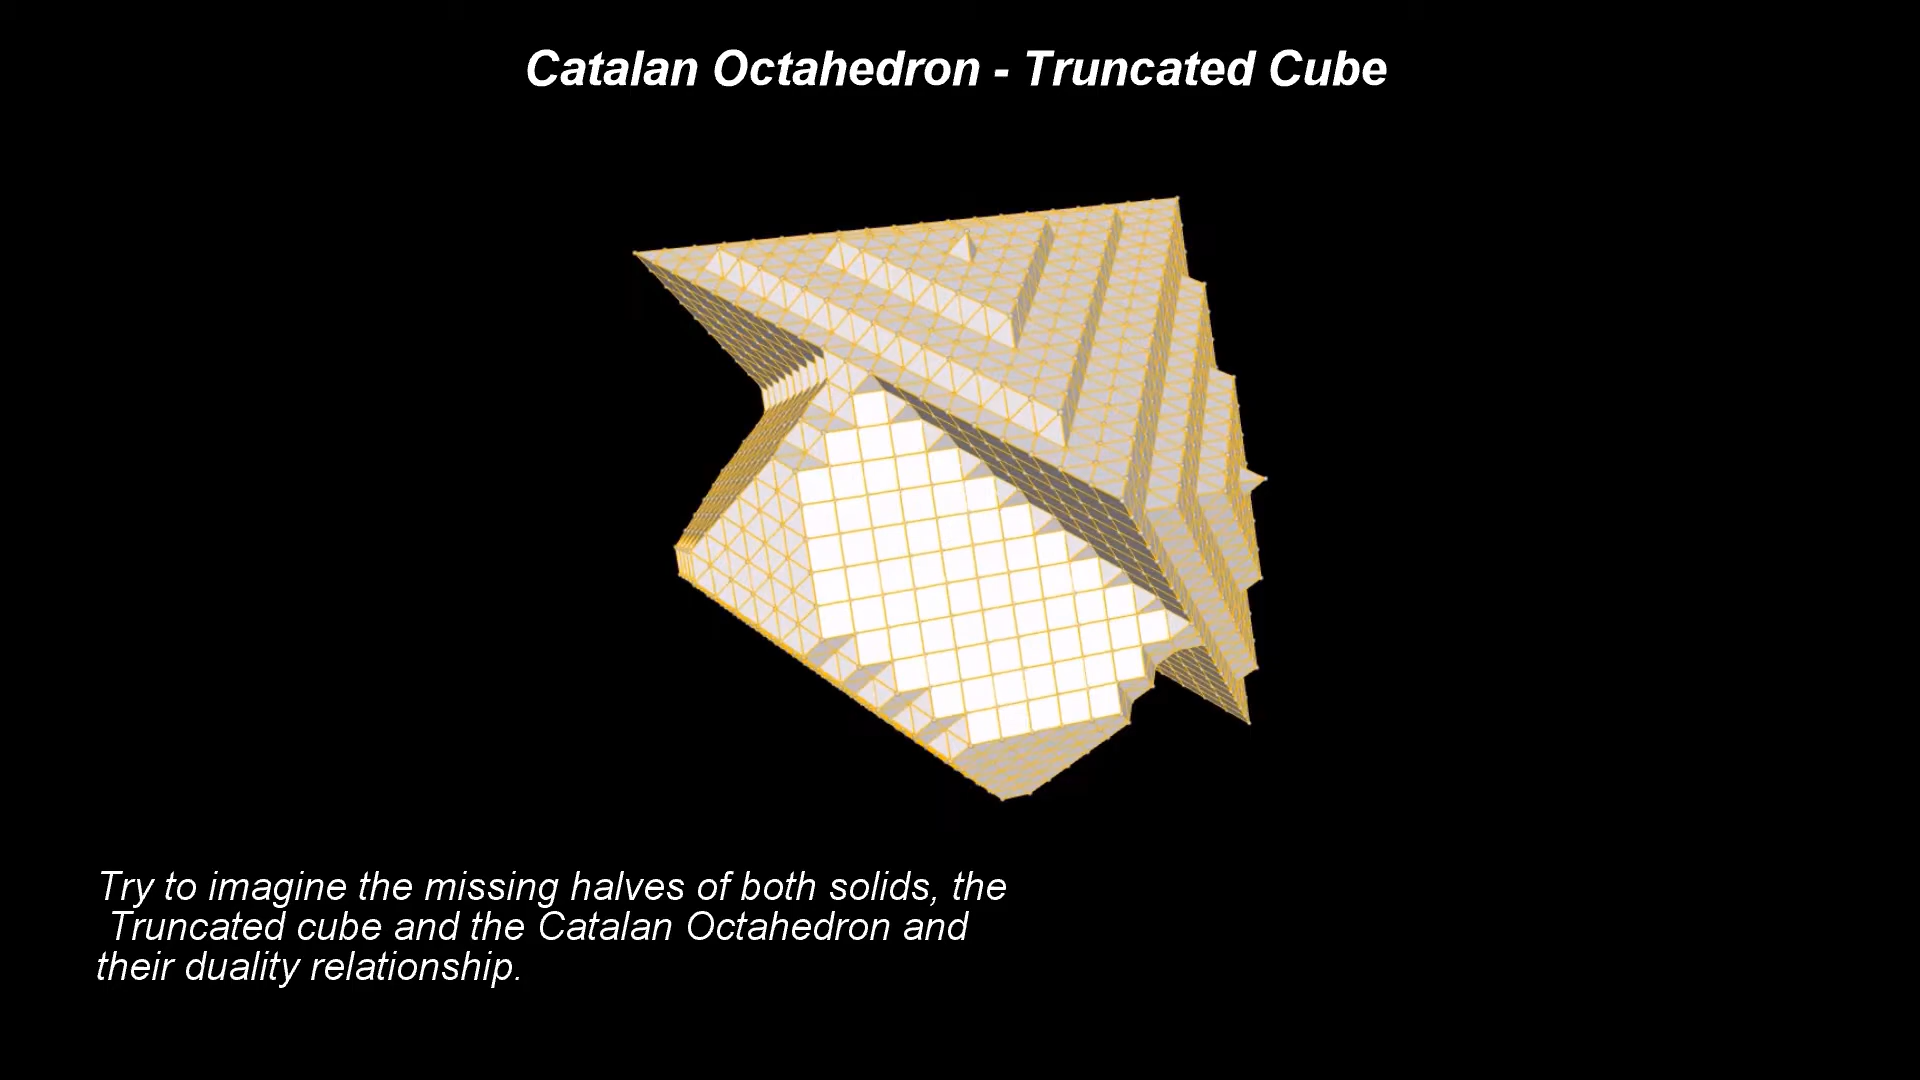 Catalan Octahedron - Truncated Cube
Try to imagine the missing halves of both solids, the
Truncated cube and the Catalan Octahedron and
their duality relationship.